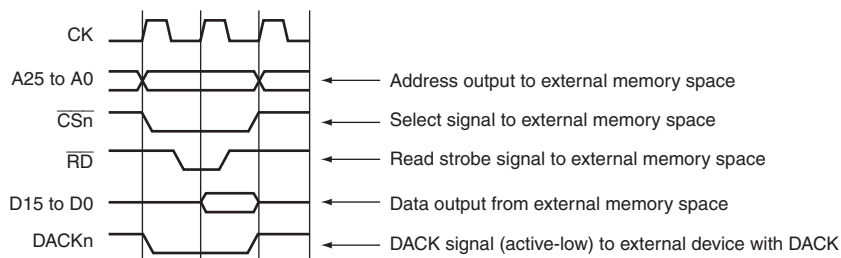 CK
A25 to A0 Address output to external memory space
CSn Select signal to external memory space
RD Read strobe signal to external memory space
D15 to D0 Data output from external memory space
DACKn DACK signal (active-low) to external device with DACK